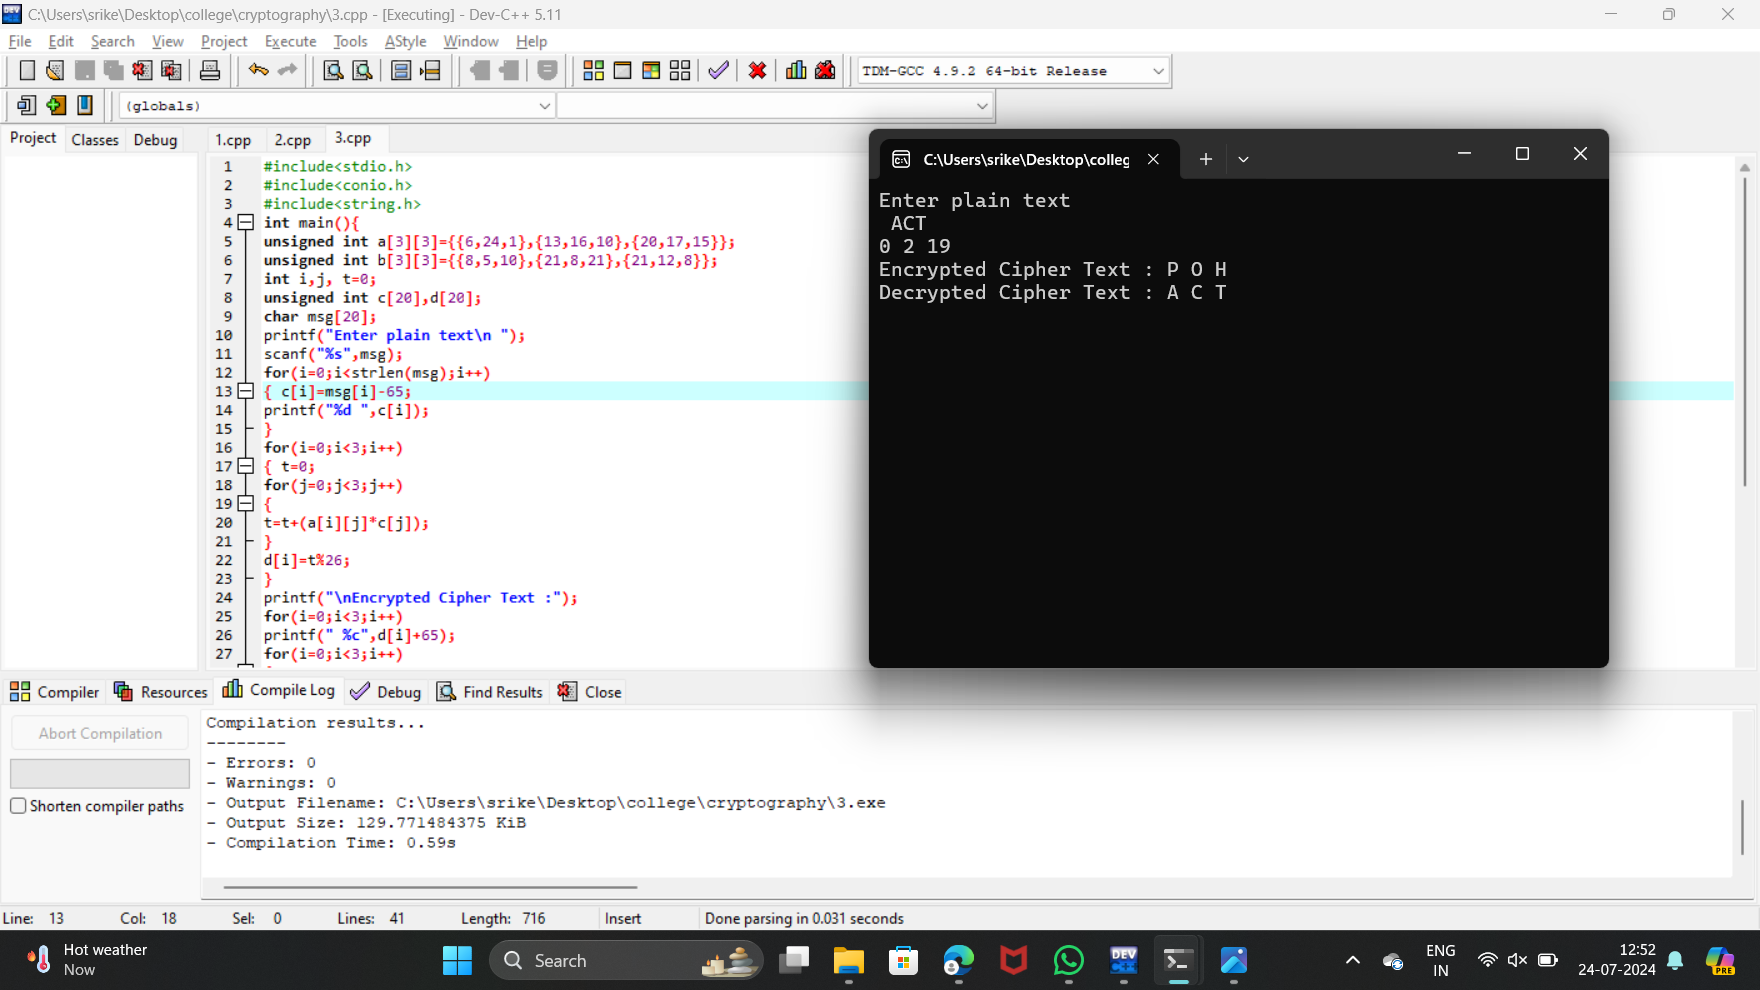 C:\Users\srike\Desktop\college\cryptography\3.cpp - [Executing] - Dev-C++ 5.11
File Edit Search View Project Execute Tools AStyle Window Help
TDM-GCC 4.9.2 64-bit Release
(globals)
Project Classes Debug 1.cpp 2.cpp 3.cpp
1 #include<stdio.h>
2 #include<conio.h>
3 #include<string.h>
4 int main(){
5 unsigned int a[3][3]={{6,24,1},{13,16,10},{20,17,15}};
6 unsigned int b[3][3]={{8,5,10},{21,8,21},{21,12,8}};
7 int i,j, t=0;
8 unsigned int c[20],d[20];
9 char msg[20];
10 printf("Enter plain text\n ");
11 scanf("%s",msg);
12 for(i=0;i<strlen(msg);i++)
13 { c[i]=msg[i]-65;
14 printf("%d ",c[i]);
15 }
16 for(i=0;i<3;i++)
17 { t=0;
18 for(j=0;j<3;j++)
19 {
20 t=t+(a[i][j]*c[j]);
21 }
22 d[i]=t%26;
23 }
24 printf("\nEncrypted Cipher Text :");
25 for(i=0;i<3;i++)
26 printf(" %c",d[i]+65);
27 for(i=0;i<3;i++)
C:\Users\srike\Desktop\colleg
Enter plain text
ACT
0 2 19
Encrypted Cipher Text : P O H
Decrypted Cipher Text : A C T
Compiler Resources Compile Log Debug Find Results Close
Abort Compilation
Shorten compiler paths
Compilation results...
--------
- Errors: 0
- Warnings: 0
- Output Filename: C:\Users\srike\Desktop\college\cryptography\3.exe
- Output Size: 129.771484375 KiB
- Compilation Time: 0.59s
Line: 13 Col: 18 Sel: 0 Lines: 41 Length: 716 Insert Done parsing in 0.031 seconds
Hot weather
Now
Search
DEV
C++
ENG
IN
12:52
24-07-2024
PRE